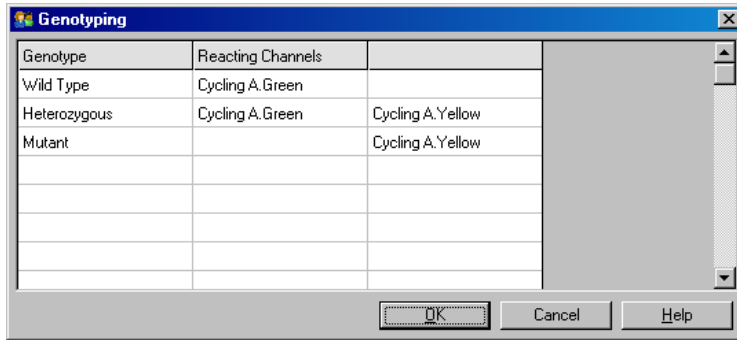 Genotyping
Genotype Reacting Channels
Wild Type Cycling A.Green
Heterozygous Cycling A.Green Cycling A.Yellow
Mutant Cycling A.Yellow
OK Cancel Help